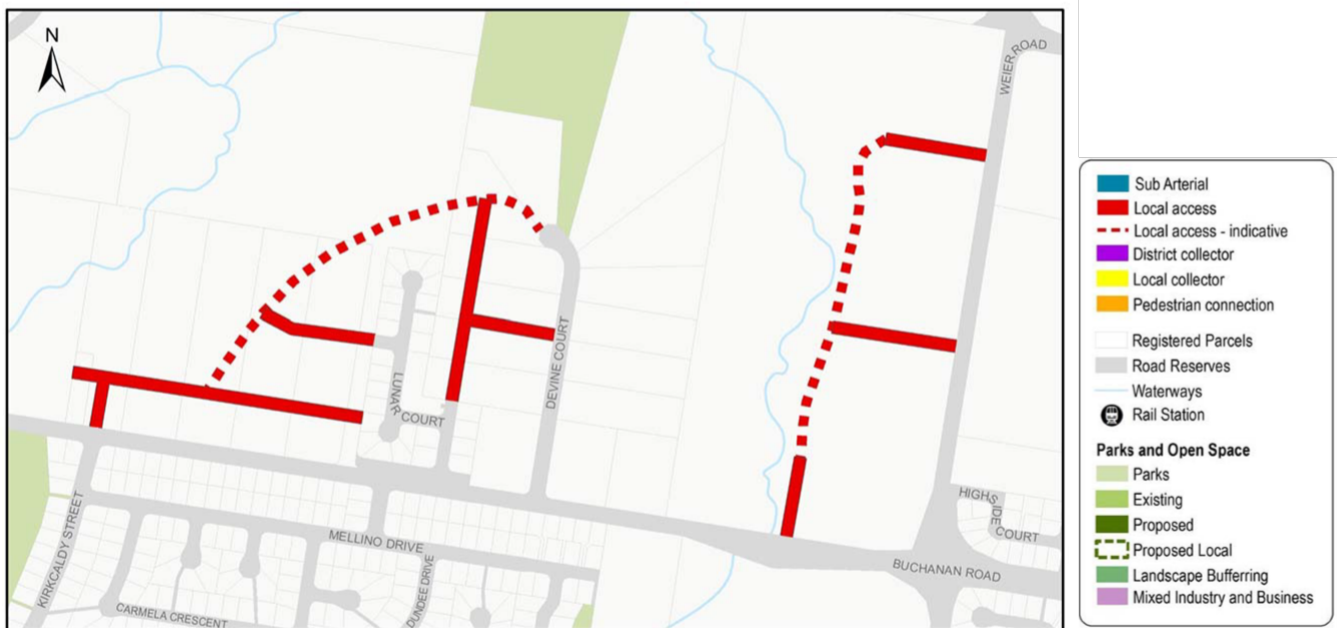 N
WEIER ROAD
LUNAR
COURT
DEVINE COURT
HIGHSIDE
COURT
MELLINO DRIVE
BUCHANAN ROAD
KIRKCALDY STREET
DUNDEE DRIVE
CARMELA CRESCENT
Sub Arterial
Local access
Local access - indicative
District collector
Local collector
Pedestrian connection
Registered Parcels
Road Reserves
Waterways
Rail Station
Parks and Open Space
Parks
Existing
Proposed
Proposed Local
Landscape Bufferring
Mixed Industry and Business